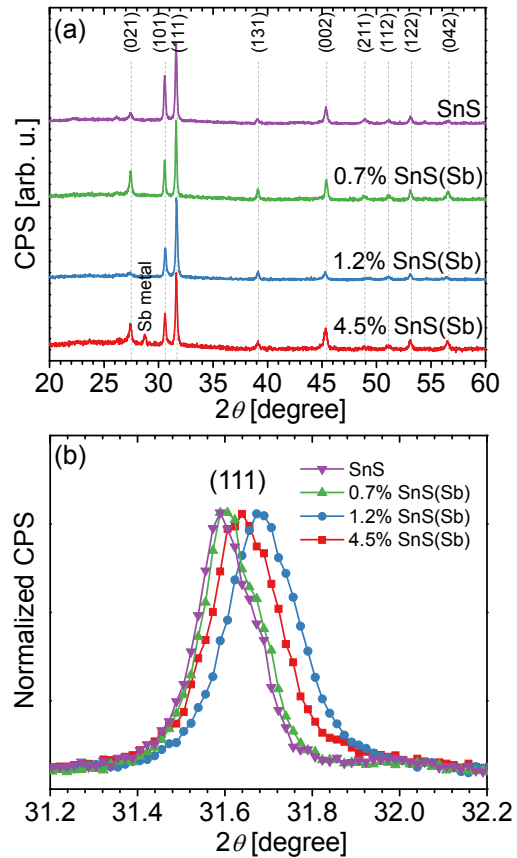 (a)
(021)
(101)
(111)
(131)
(002)
(211)
(112)
(122)
(042)
SnS
0.7% SnS(Sb)
1.2% SnS(Sb)
Sb metal
4.5% SnS(Sb)
CPS [arb. u.]
20 25 30 35 40 45 50 55 60
2θ [degree]
(b)
(111)
SnS
0.7% SnS(Sb)
1.2% SnS(Sb)
4.5% SnS(Sb)
Normalized CPS
31.2 31.4 31.6 31.8 32.0 32.2
2θ [degree]